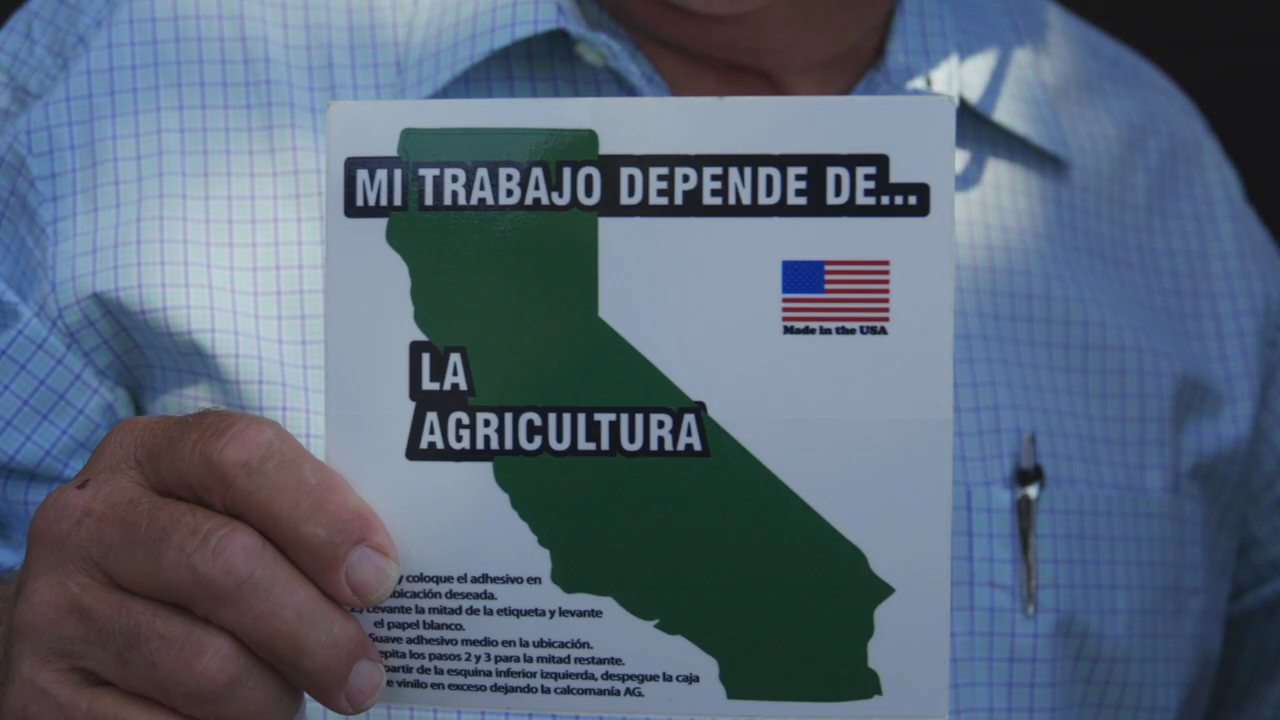 MI TRABAJO DEPENDE DE...
Made in the USA
LA
AGRICULTURA
y coloque el adhesivo en
deseada.
2) Levante la mitad de la etiqueta y levante
el papel blanco.
Suave adhesivo medio en la ubicación.
los pasos 2 y 3 para la mitad restante.
partir de la esquina inferior izquierda, despegue la caja
vinilo en exceso dejando la calcomanía AG.